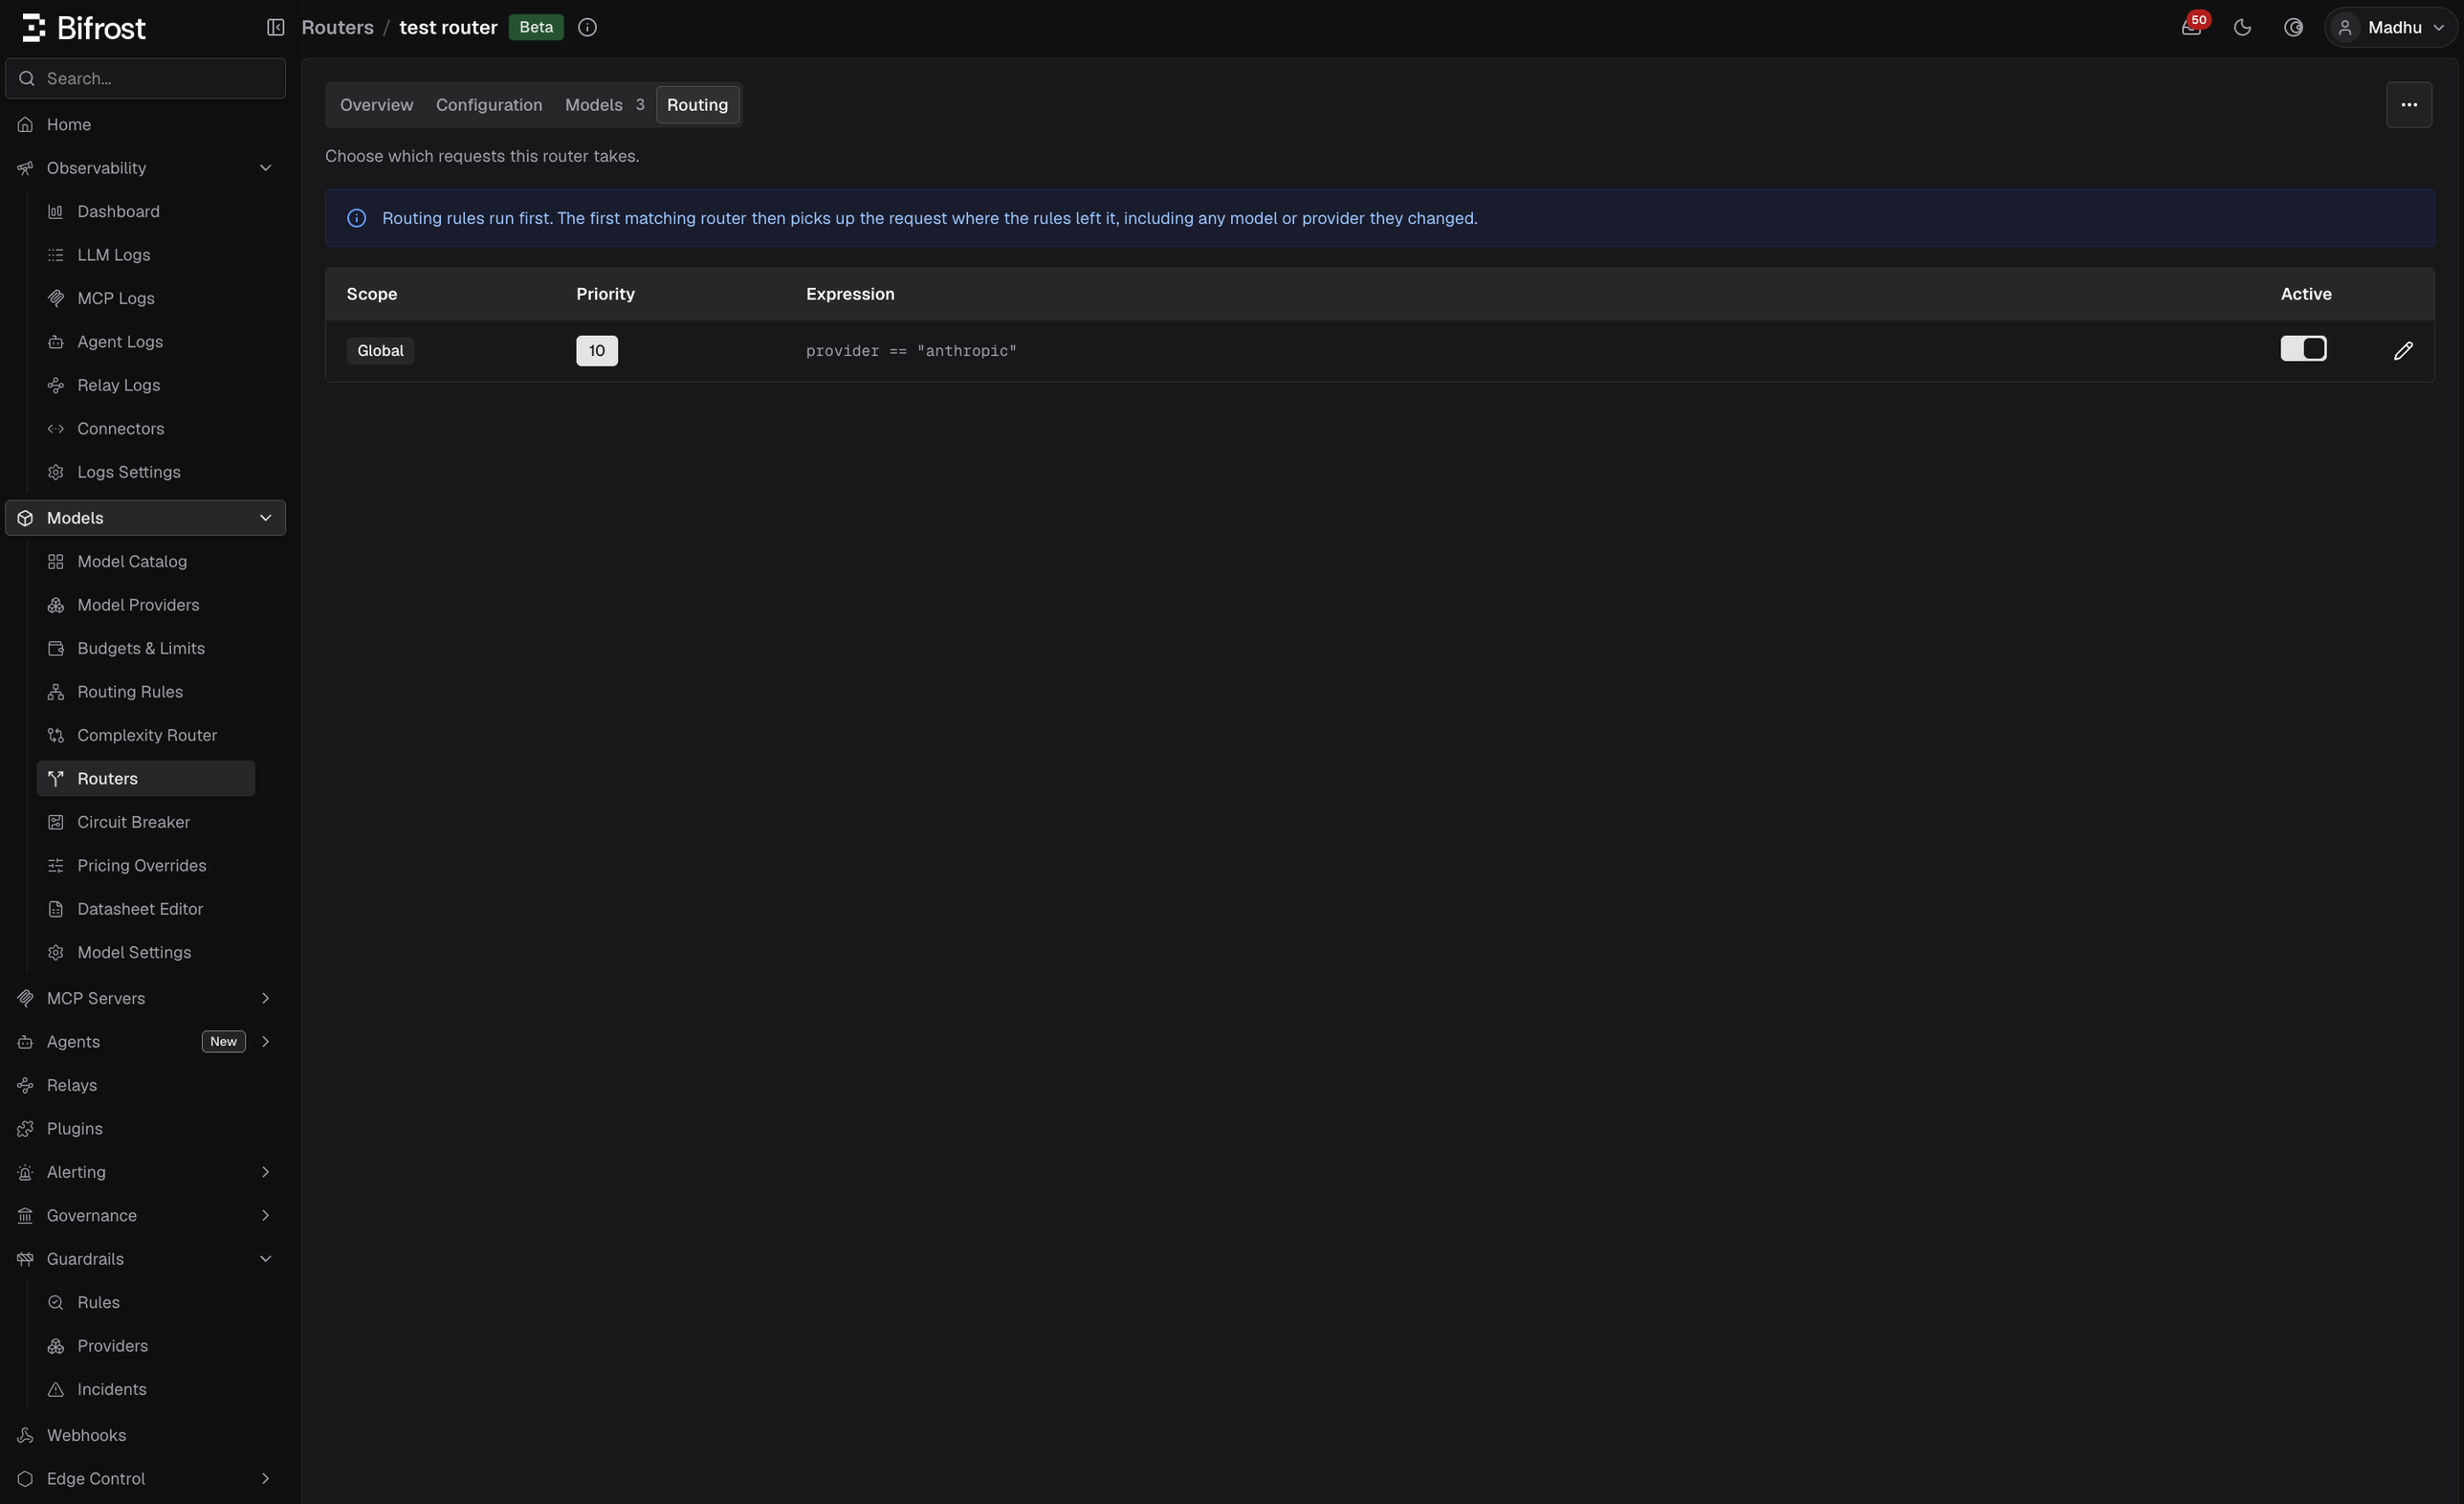 Bifrost
Routers / test router Beta
50
Madhu
Search...
Home
Observability
Dashboard
LLM Logs
MCP Logs
Agent Logs
Relay Logs
Connectors
Logs Settings
Models
Model Catalog
Model Providers
Budgets & Limits
Routing Rules
Complexity Router
Routers
Circuit Breaker
Pricing Overrides
Datasheet Editor
Model Settings
MCP Servers
Agents New
Relays
Plugins
Alerting
Governance
Guardrails
Rules
Providers
Incidents
Webhooks
Edge Control
Overview Configuration Models 3 Routing
Choose which requests this router takes.
Routing rules run first. The first matching router then picks up the request where the rules left it, including any model or provider they changed.
Scope Priority Expression Active
Global 10 provider == "anthropic"